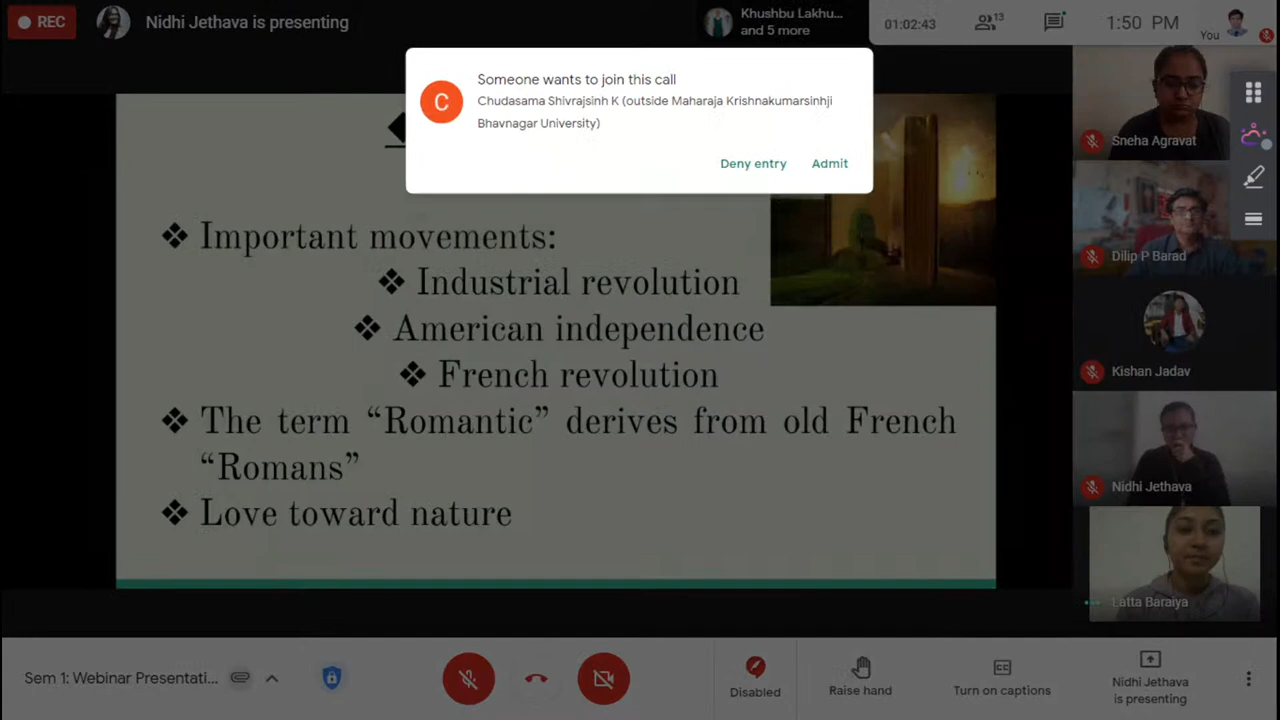 REC
Nidhi Jethava is presenting
Khushbu Lakhu...
and 5 more
01:02:43
13
1:50 PM
You
Someone wants to join this call
C
Chudasama Shivrajsinh K (outside Maharaja Krishnakumarsinhji
Bhavnagar University)
Deny entry
Admit
Sneha Agravat
Dilip P Barad
Kishan Jadav
Nidhi Jethava
Latta Baraiya
❖ Important movements:
❖ Industrial revolution
❖ American independence
❖ French revolution
❖ The term “Romantic” derives from old French
“Romans”
❖ Love toward nature
Sem 1: Webinar Presentati...
Disabled
Raise hand
Turn on captions
Nidhi Jethava
is presenting